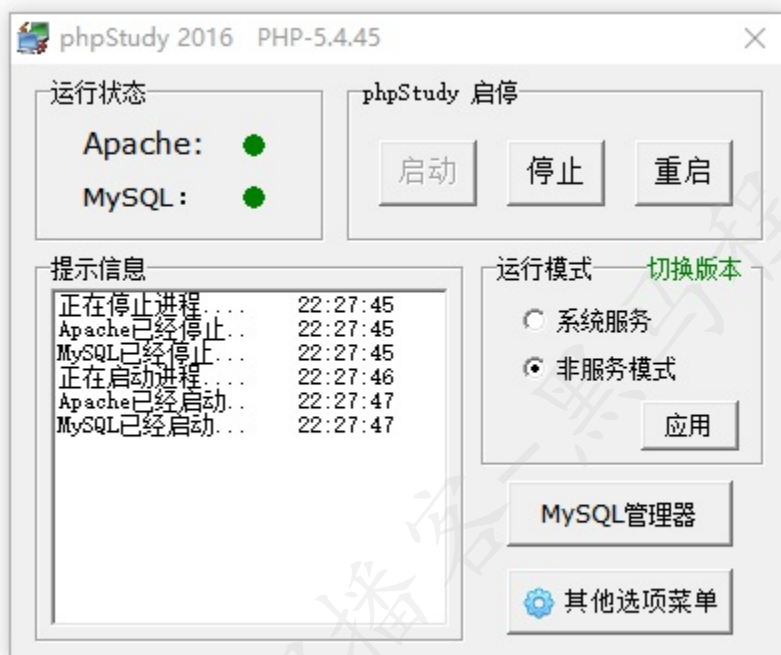 phpStudy 2016 PHP-5.4.45
运行状态
Apache:
MySQL:
phpStudy 启停
启动 停止 重启
提示信息
正在停止进程.... 22:27:45
Apache已经停止.. 22:27:45
MySQL已经停止... 22:27:45
正在启动进程.... 22:27:46
Apache已经启动.. 22:27:47
MySQL已经启动... 22:27:47
运行模式 切换版本
系统服务
非服务模式
应用
MySQL管理器
其他选项菜单
播客-黑马程